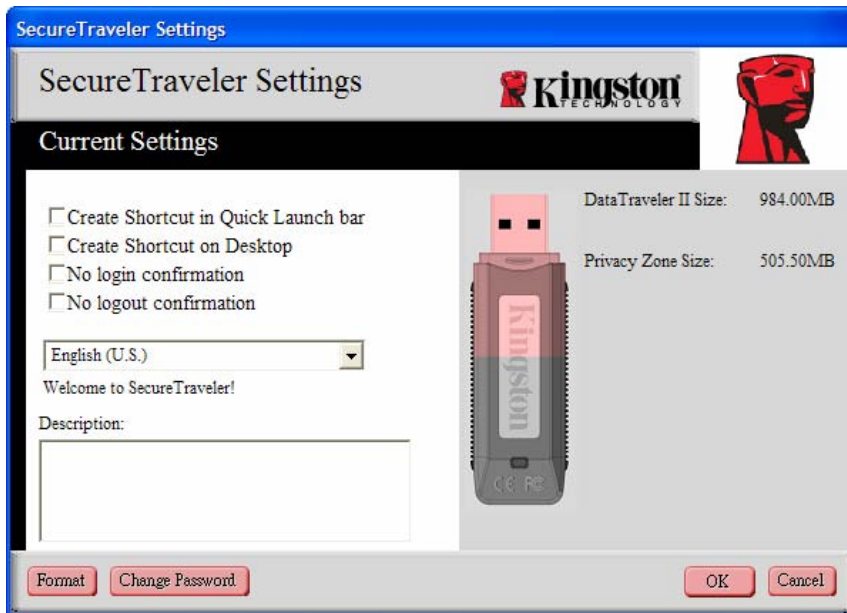 SecureTraveler Settings
SecureTraveler Settings
Kingston
TECHNOLOGY
Current Settings
Create Shortcut in Quick Launch bar
Create Shortcut on Desktop
No login confirmation
No logout confirmation
English (U.S.)
Welcome to SecureTraveler!
Description:
DataTraveler II Size: 984.00MB
Privacy Zone Size: 505.50MB
Kingston
CE FC
Format Change Password OK Cancel